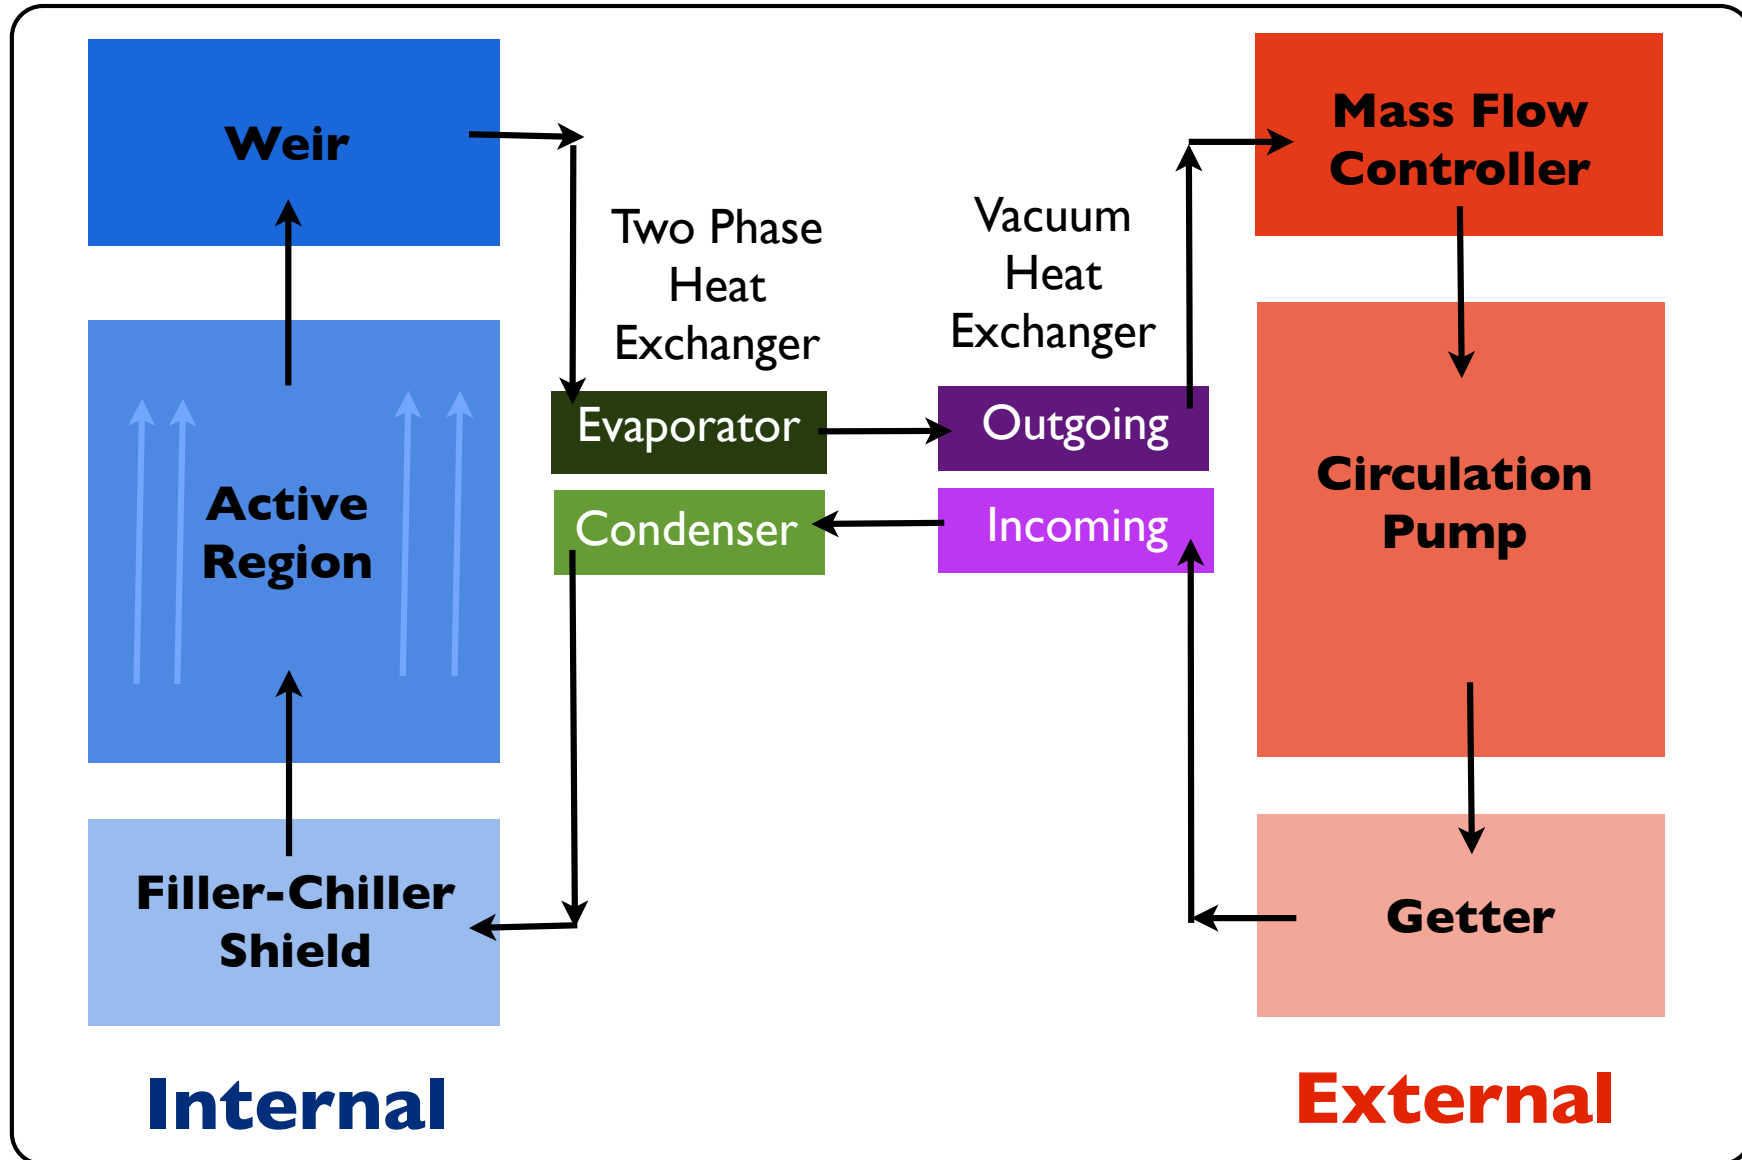 Weir
Active
Region
Filler-Chiller
Shield
Internal
Two Phase
Heat
Exchanger
Evaporator
Condenser
Vacuum
Heat
Exchanger
Outgoing
Incoming
Mass Flow
Controller
Circulation
Pump
Getter
External